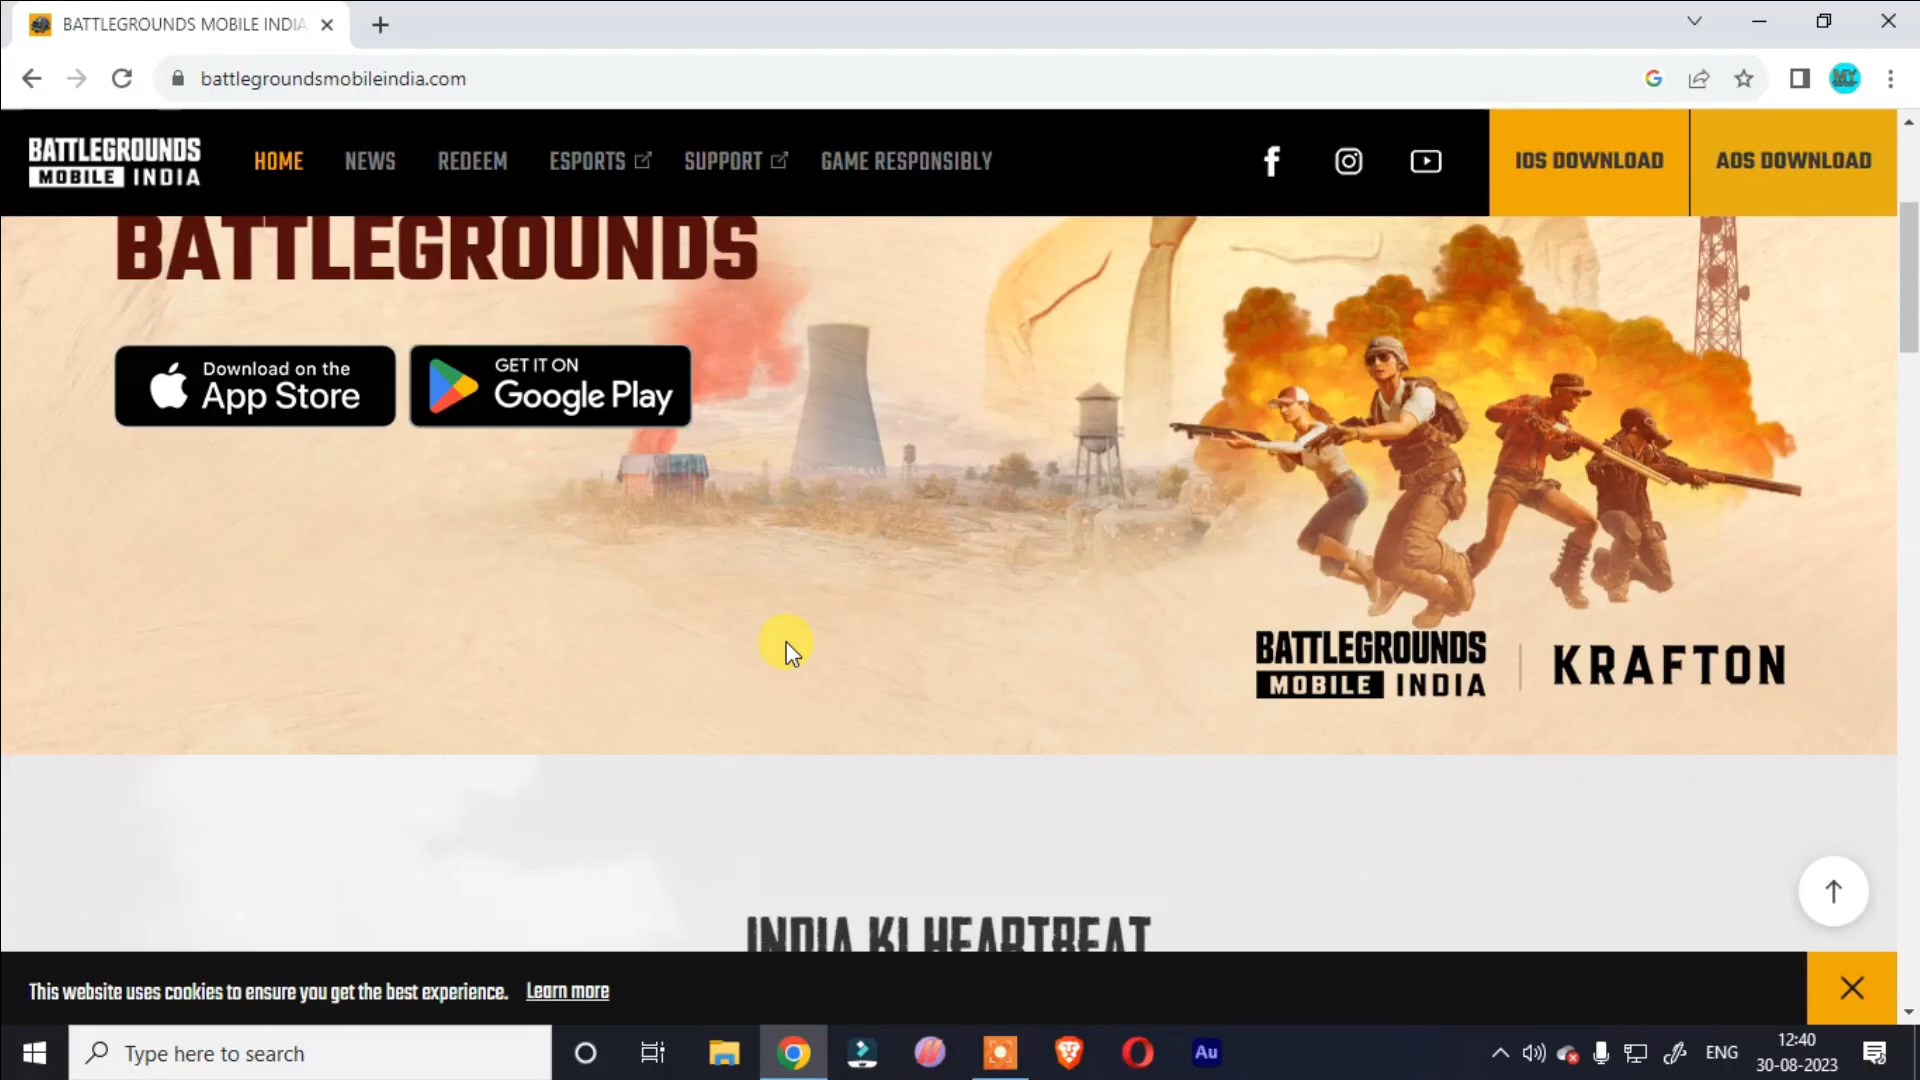 BATTLEGROUNDS MOBILE INDIA
battlegroundsmobileindia.com
BATTLEGROUNDS
MOBILE INDIA
HOME
NEWS
REDEEM
ESPORTS
SUPPORT
GAME RESPONSIBLY
IOS DOWNLOAD
AOS DOWNLOAD
BATTLEGROUNDS
Download on the
App Store
GET IT ON
Google Play
BATTLEGROUNDS
MOBILE INDIA
KRAFTON
INDIA KI HEARTBEAT
This website uses cookies to ensure you get the best experience. Learn more
Type here to search
Au
ENG
12:40
30-08-2023